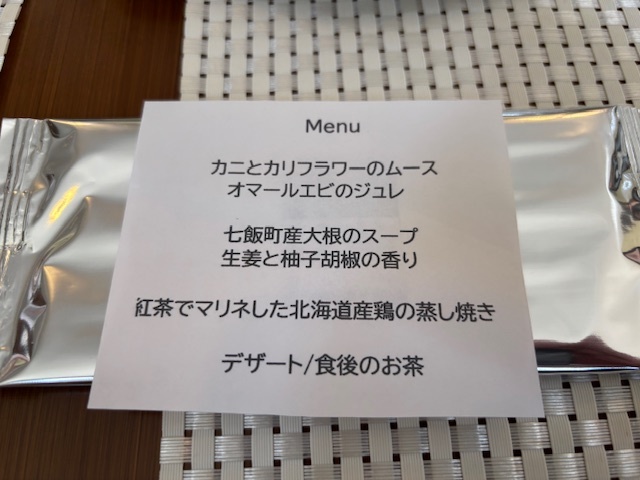 Menu
カニとカリフラワーのムース
オマールエビのジュレ
七飯町産大根のスープ
生姜と柚子胡椒の香り
紅茶でマリネした北海道産鶏の蒸し焼き
デザート/食後のお茶